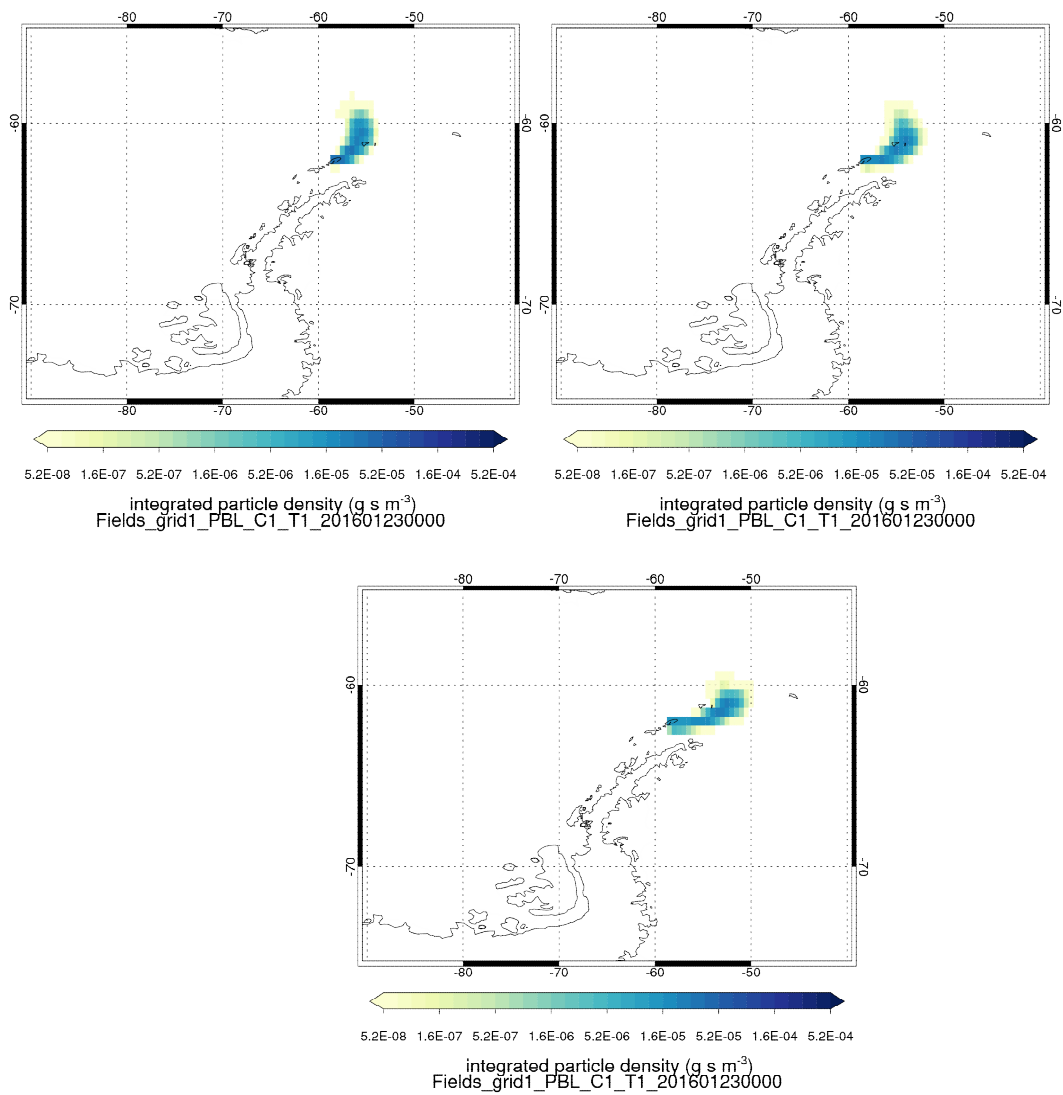 -80 -70 -60 -50
-60 -60
-70 -70
-80 -70 -60 -50
5.2E-08 1.6E-07 5.2E-07 1.6E-06 5.2E-06 1.6E-05 5.2E-05 1.6E-04 5.2E-04
integrated particle density (g s m-3)
Fields_grid1_PBL_C1_T1_201601230000
-80 -70 -60 -50
-60 -60
-70 -70
-80 -70 -60 -50
5.2E-08 1.6E-07 5.2E-07 1.6E-06 5.2E-06 1.6E-05 5.2E-05 1.6E-04 5.2E-04
integrated particle density (g s m-3)
Fields_grid1_PBL_C1_T1_201601230000
-80 -70 -60 -50
-60 -60
-70 -70
-80 -70 -60 -50
5.2E-08 1.6E-07 5.2E-07 1.6E-06 5.2E-06 1.6E-05 5.2E-05 1.6E-04 5.2E-04
integrated particle density (g s m-3)
Fields_grid1_PBL_C1_T1_201601230000